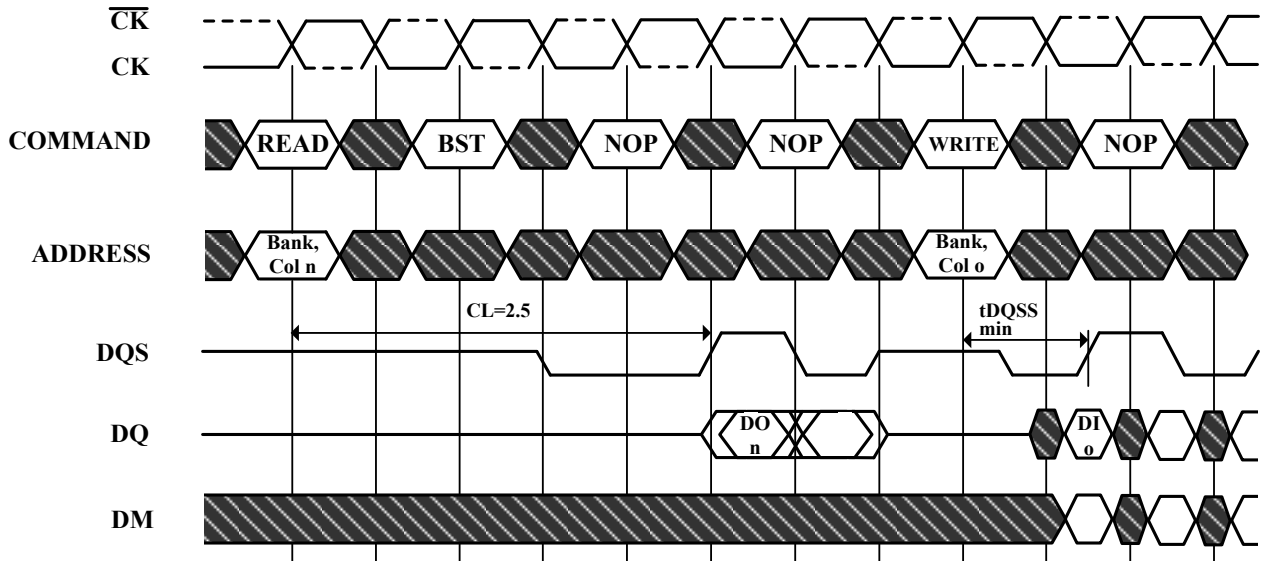 CK
CK
COMMAND
READ
BST
NOP
NOP
WRITE
NOP
ADDRESS
Bank,
Col n
Bank,
Col o
CL=2.5
tDQSS
min
DQS
DQ
DO
n
DI
o
DM